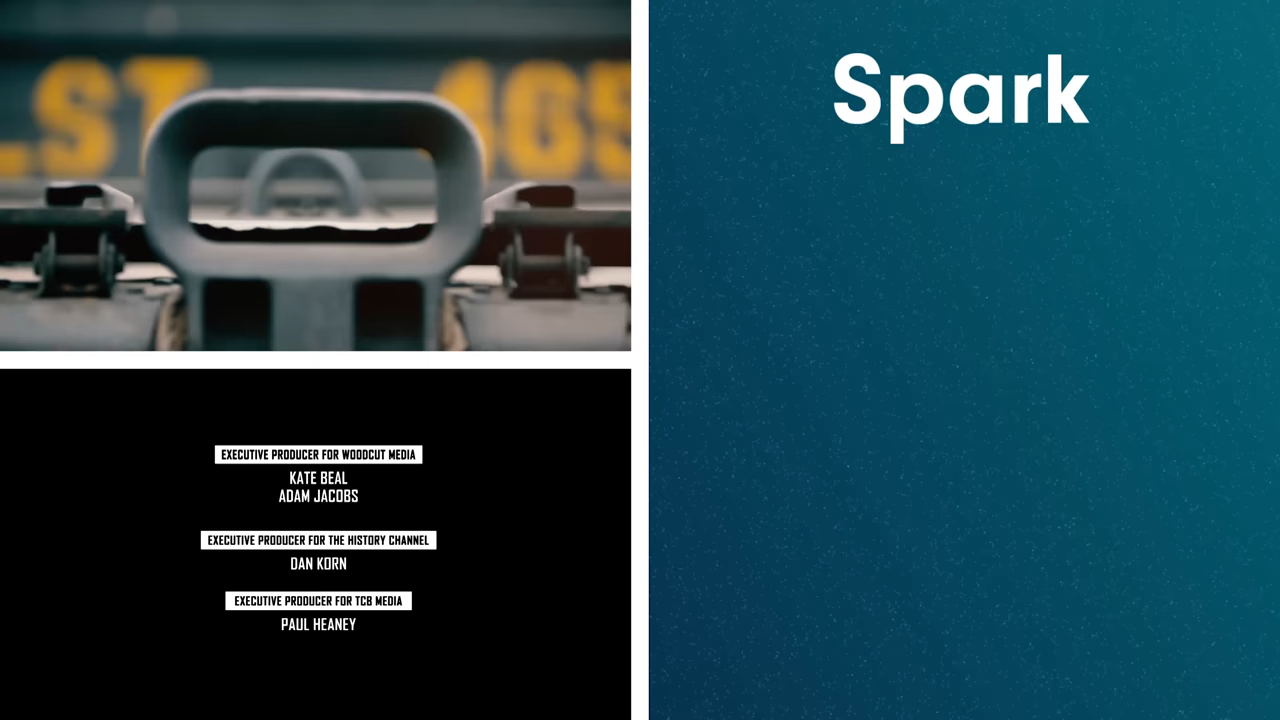 EXECUTIVE PRODUCER FOR WOODCUT MEDIA
KATE BEAL
ADAM JACOBS
EXECUTIVE PRODUCER FOR THE HISTORY CHANNEL
DAN KORN
EXECUTIVE PRODUCER FOR TCB MEDIA
PAUL HEANEY
Spark